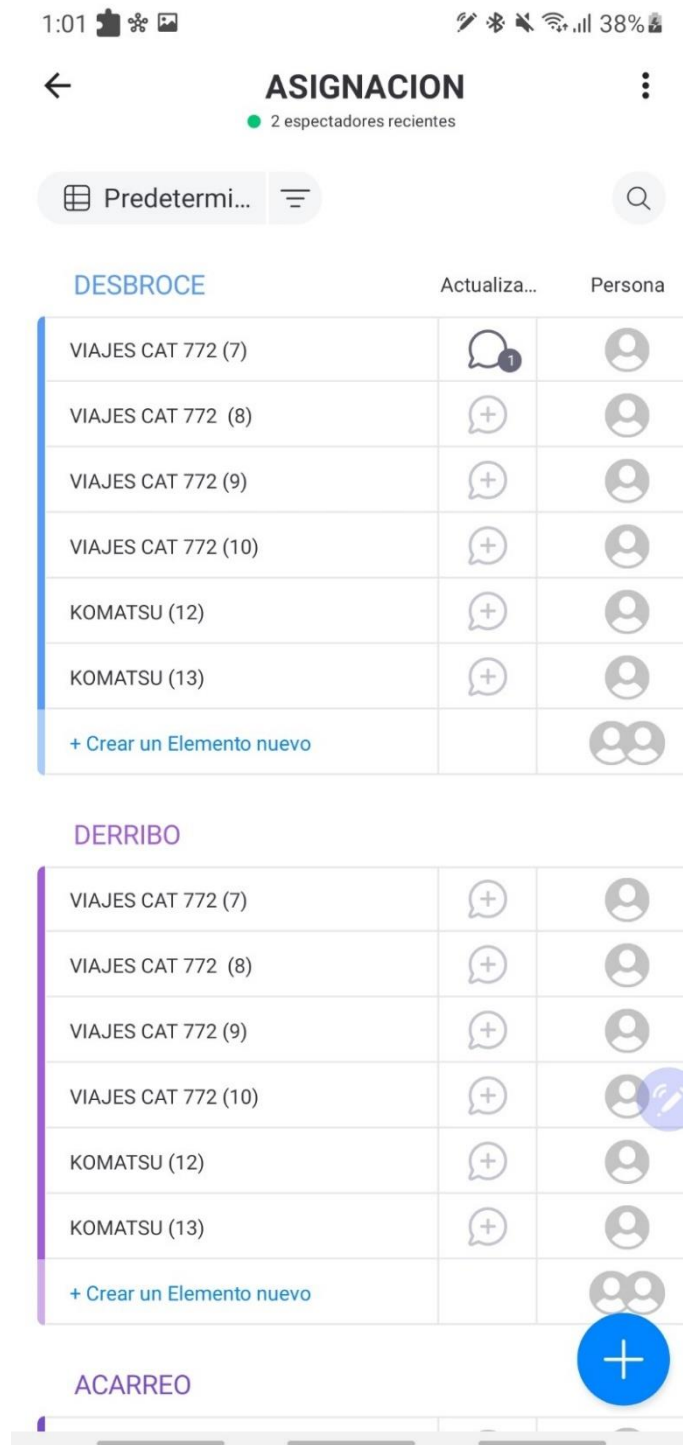 1:01 38%
ASIGNACION
2 espectadores recientes
Predetermi...
DESBROCE Actualiza... Persona
VIAJES CAT 772 (7) 1
VIAJES CAT 772 (8)
VIAJES CAT 772 (9)
VIAJES CAT 772 (10)
KOMATSU (12)
KOMATSU (13)
+ Crear un Elemento nuevo
DERRIBO
VIAJES CAT 772 (7)
VIAJES CAT 772 (8)
VIAJES CAT 772 (9)
VIAJES CAT 772 (10)
KOMATSU (12)
KOMATSU (13)
+ Crear un Elemento nuevo
ACARREO